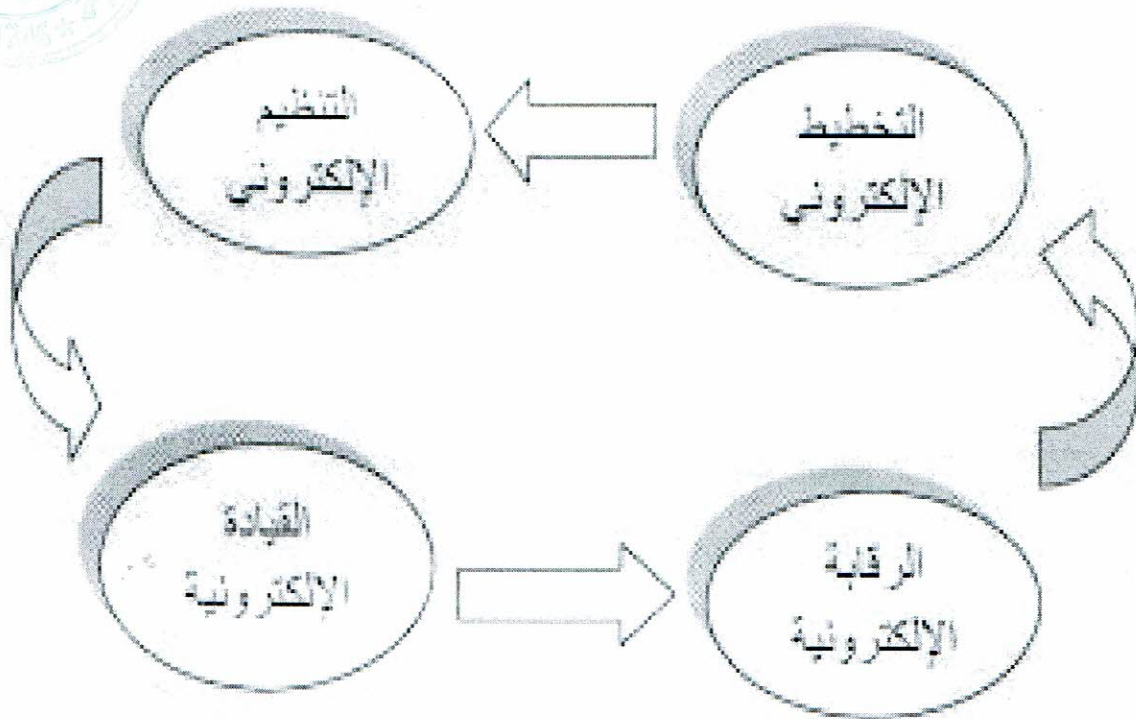 التخطيط
الإلكتروني
التنظيم
الإلكتروني
القيادة
الإلكترونية
الرقابة
الإلكترونية